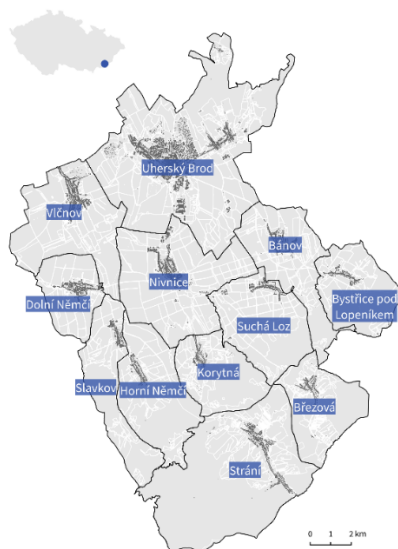 Uherský Brod
Vlčnov
Bánov
Nivnice
Bystřice pod
Lopeníkem
Dolní Němčí
Suchá Loz
Korytná
Slavkov
Horní Němčí
Březová
Strání
0 1 2 km